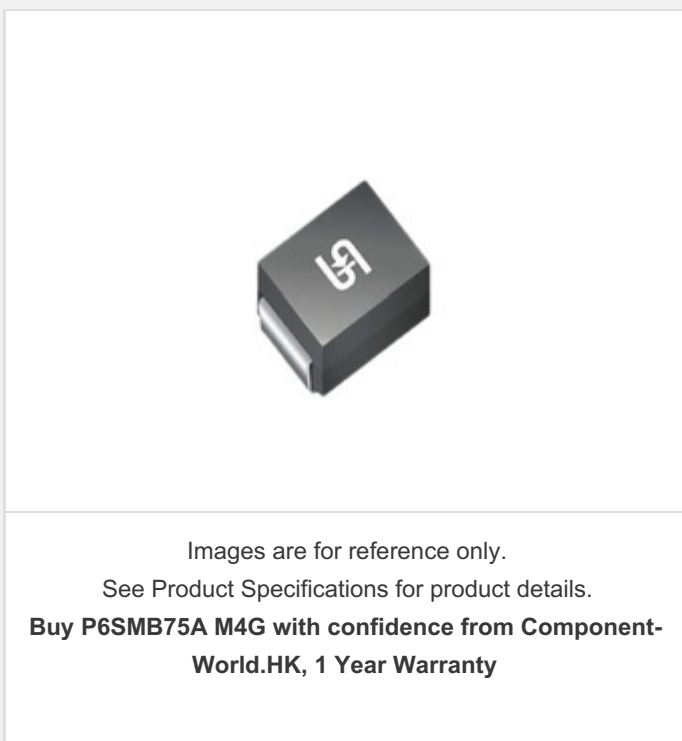 Images are for reference only.
See Product Specifications for product details.
Buy P6SMB75A M4G with confidence from Component-
World.HK, 1 Year Warranty